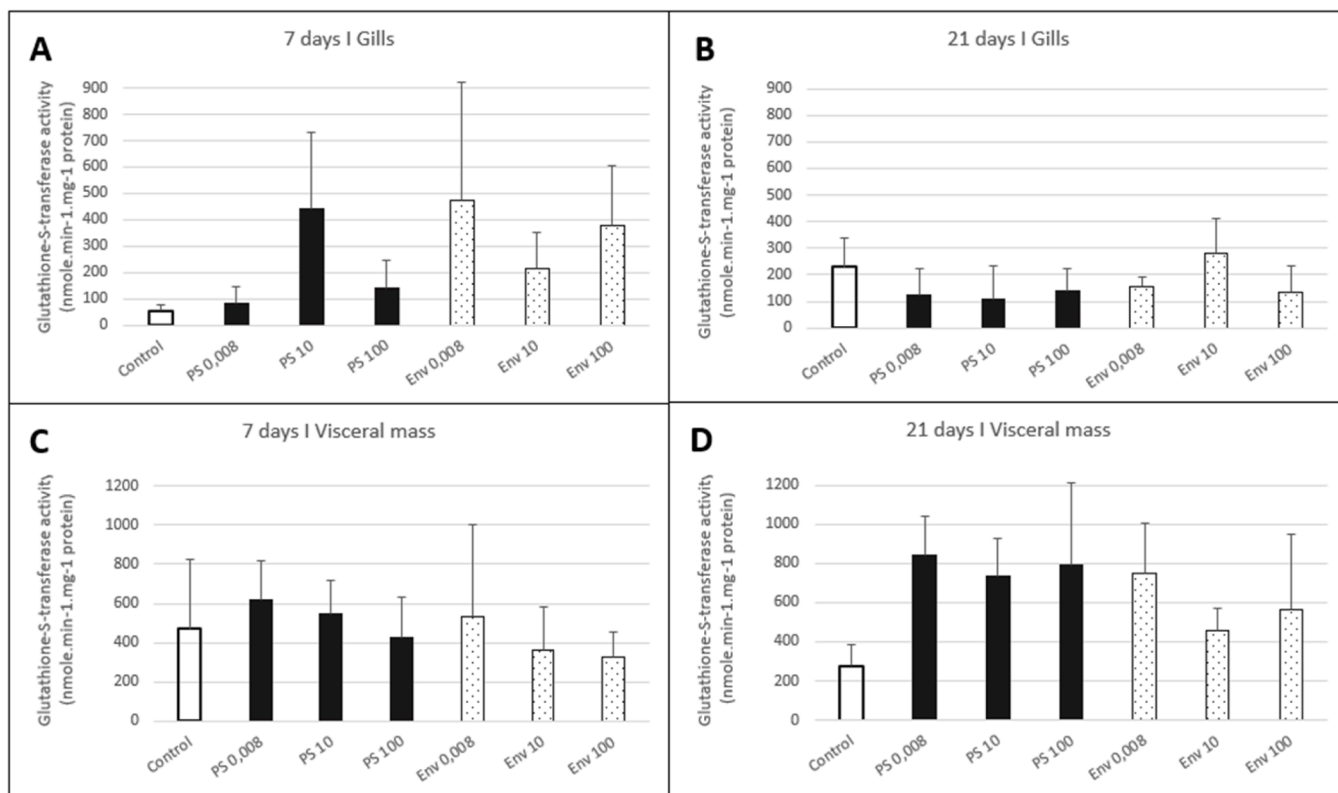 A
7 days I Gills
Glutathione-S-transferase activity
(nmole.min-1.mg-1 protein)
900
800
700
600
500
400
300
200
100
0
Control
PS 0,008
PS 10
PS 100
Env 0,008
Env 10
Env 100
B
21 days I Gills
Glutathione-S-transferase activity
(nmole.min-1.mg-1 protein)
900
800
700
600
500
400
300
200
100
0
Control
PS 0,008
PS 10
PS 100
Env 0,008
Env 10
Env 100
C
7 days I Visceral mass
Glutathione-S-transferase activity
(nmole.min-1.mg-1 protein)
1200
1000
800
600
400
200
0
Control
PS 0,008
PS 10
PS 100
Env 0,008
Env 10
Env 100
D
21 days I Visceral mass
Glutathione-S-transferase activity
(nmole.min-1.mg-1 protein)
1200
1000
800
600
400
200
0
Control
PS 0,008
PS 10
PS 100
Env 0,008
Env 10
Env 100